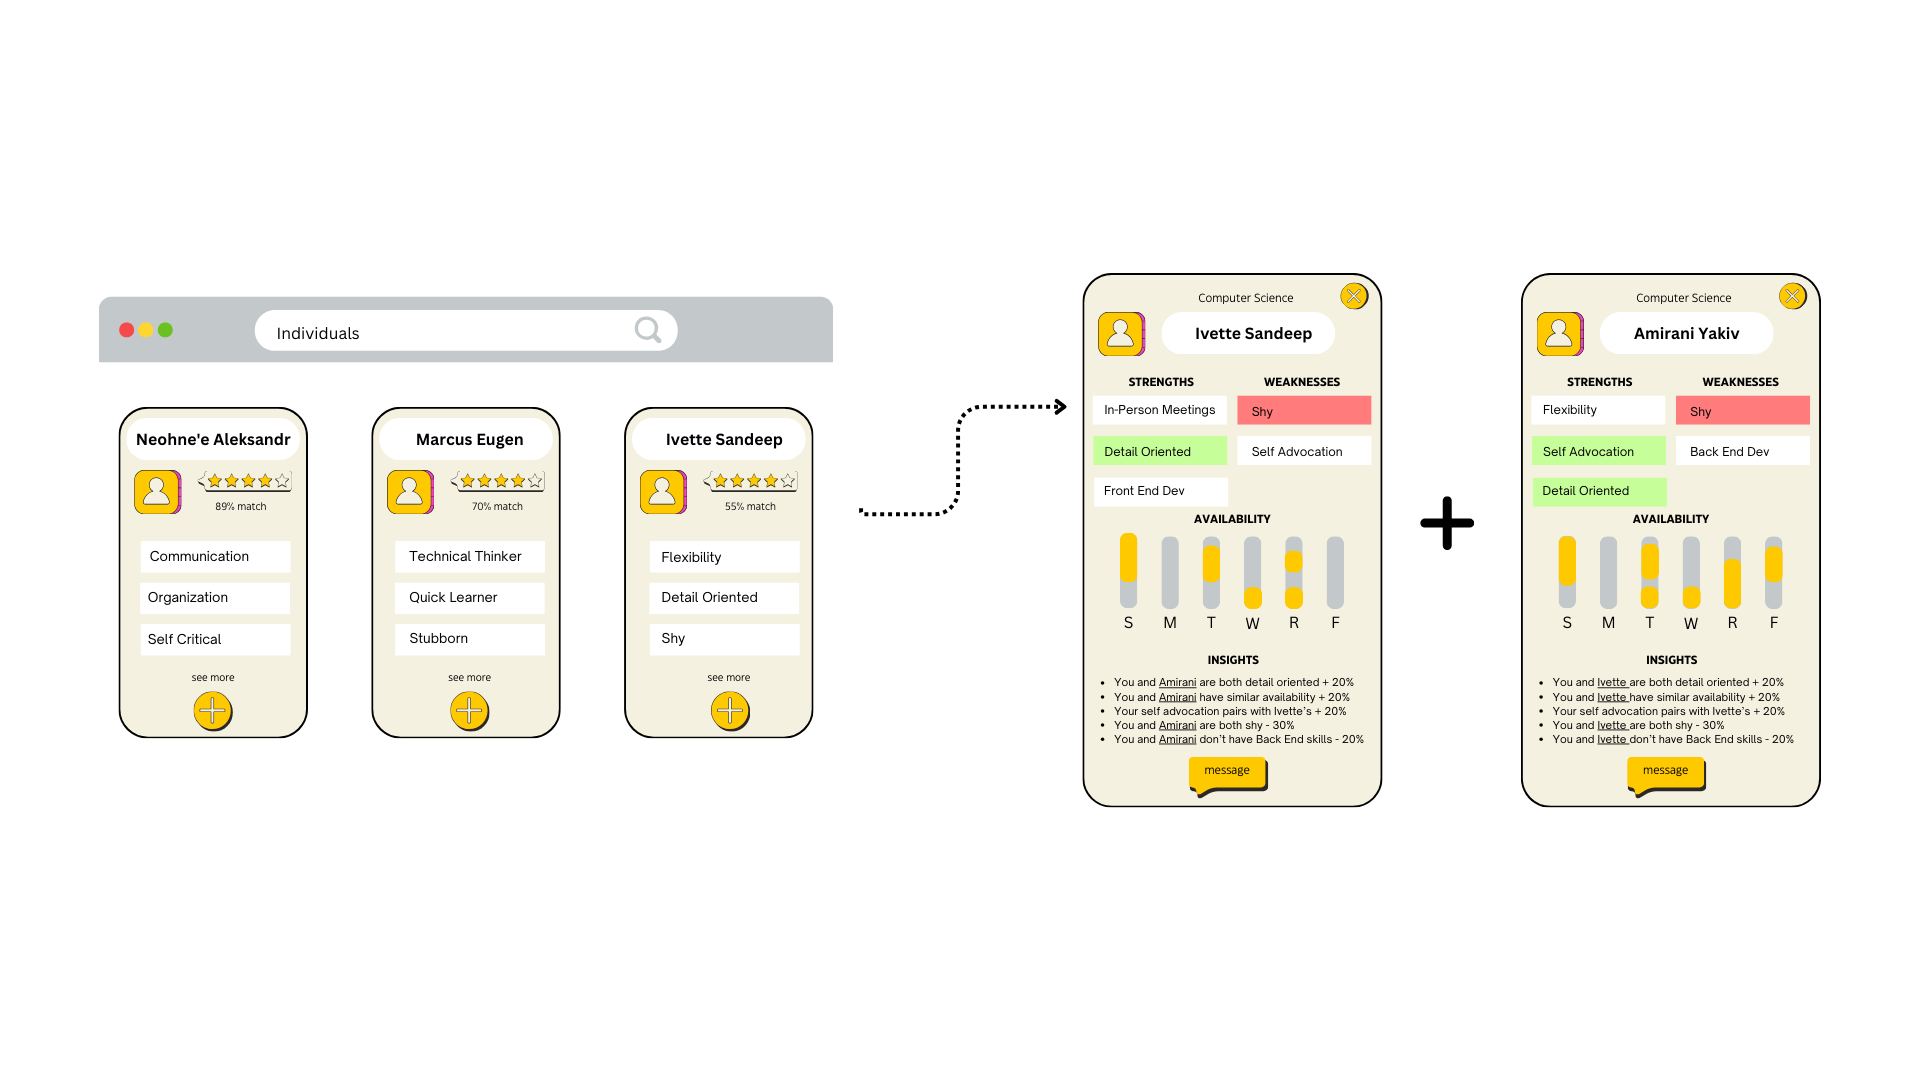 Individuals
Neohne'e Aleksandr
89% match
Communication
Organization
Self Critical
see more
Marcus Eugen
70% match
Technical Thinker
Quick Learner
Stubborn
see more
Ivette Sandeep
55% match
Flexibility
Detail Oriented
Shy
see more
Computer Science
Ivette Sandeep
STRENGTHS
WEAKNESSES
In-Person Meetings
Shy
Detail Oriented
Self Advocation
Front End Dev
AVAILABILITY
S M T W R F
INSIGHTS
You and Amirani are both detail oriented + 20%
You and Amirani have similar availability + 20%
Your self advocation pairs with Ivette's + 20%
You and Amirani are both shy - 30%
You and Amirani don't have Back End skills - 20%
message
Computer Science
Amirani Yakiv
STRENGTHS
WEAKNESSES
Flexibility
Shy
Self Advocation
Back End Dev
Detail Oriented
AVAILABILITY
S M T W R F
INSIGHTS
You and Ivette are both detail oriented + 20%
You and Ivette have similar availability + 20%
Your self advocation pairs with Ivette's + 20%
You and Ivette are both shy - 30%
You and Ivette don't have Back End skills - 20%
message